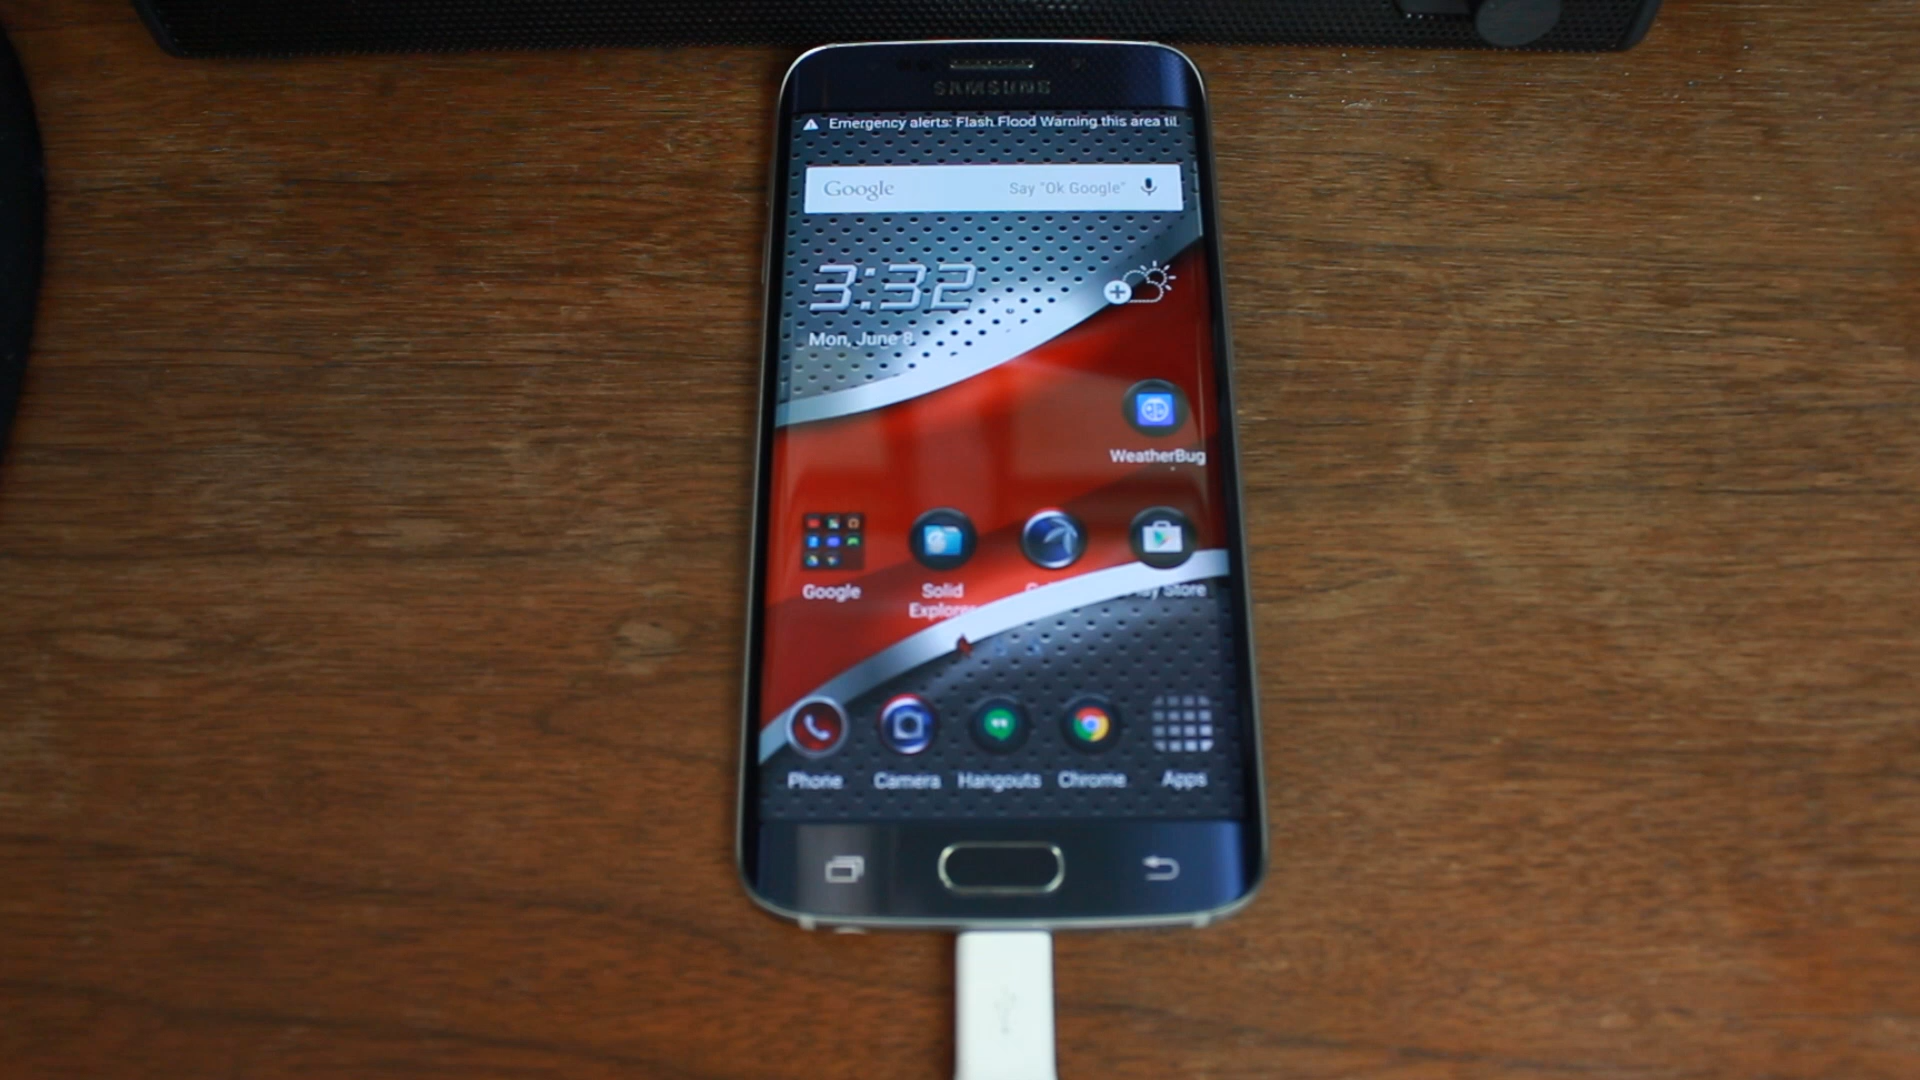 SAMSUNG
Emergency alerts: Flash Flood Warning this area til
Google Say "Ok Google"
3:32
Mon, June 8
WeatherBug
Google Solid Store
Explorer
Phone Camera Hangouts Chrome Apps